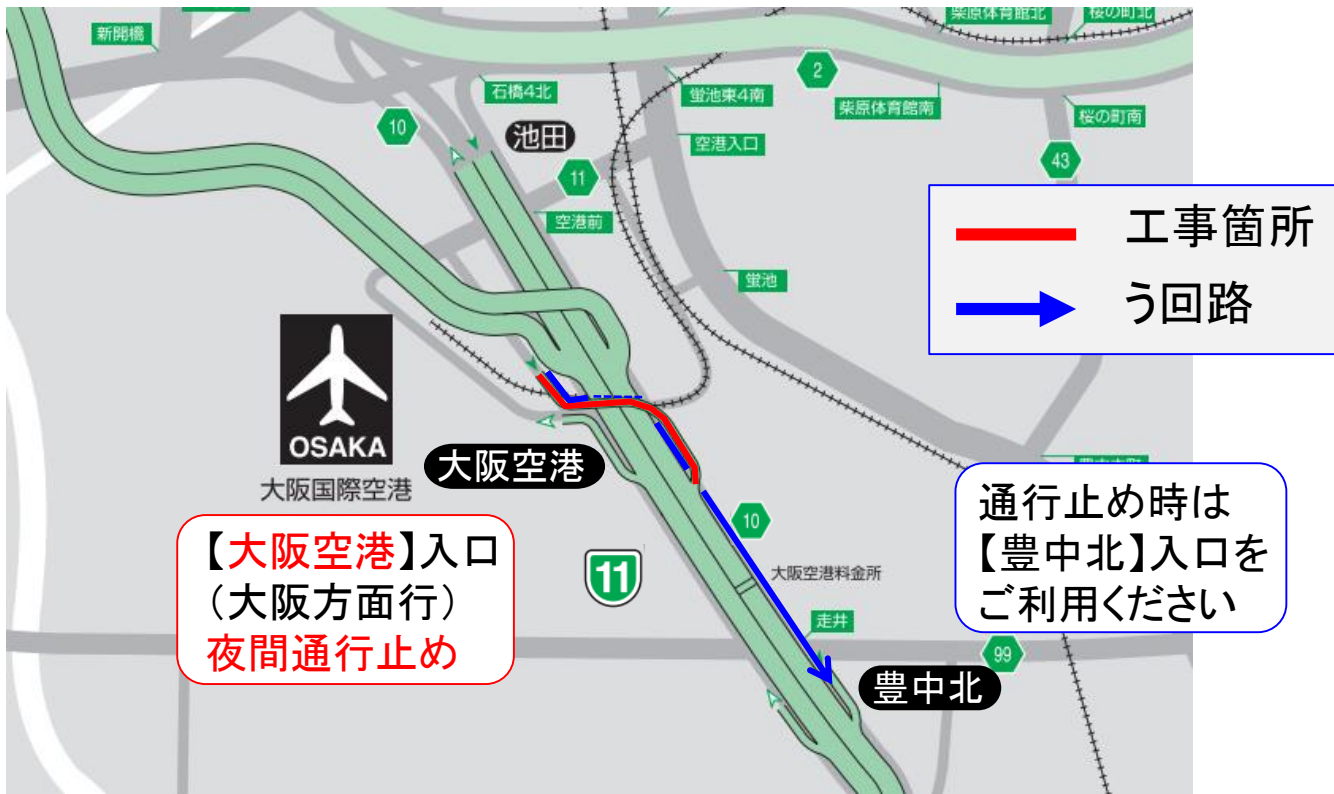 柴原体育館北
桜の町北
新開橋
2
石橋4北
蛍池東4南
柴原体育館南
桜の町南
10
池田
空港入口
43
11
空港前
工事箇所
蛍池
う回路
OSAKA
大阪空港
大阪国際空港
通行止め時は
【豊中北】入口を
ご利用ください
10
【大阪空港】入口
(大阪方面行)
夜間通行止め
11
大阪空港料金所
走井
99
豊中北